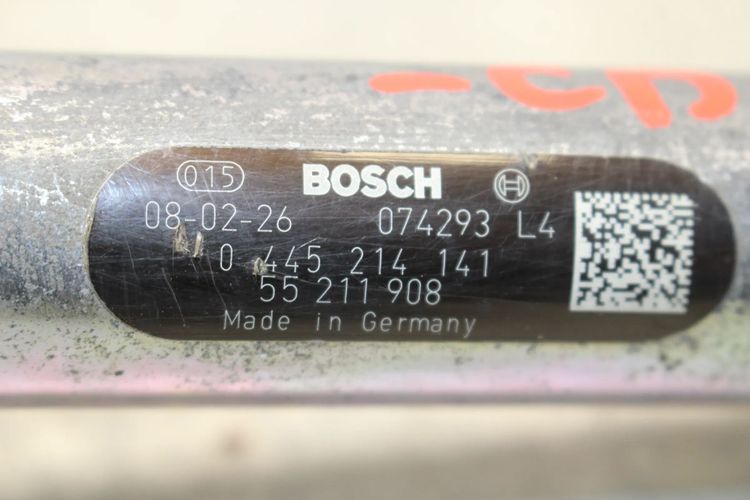 015 BOSCH
08-02-26 074293 L4
0 445 214 141
55 211 908
Made in Germany